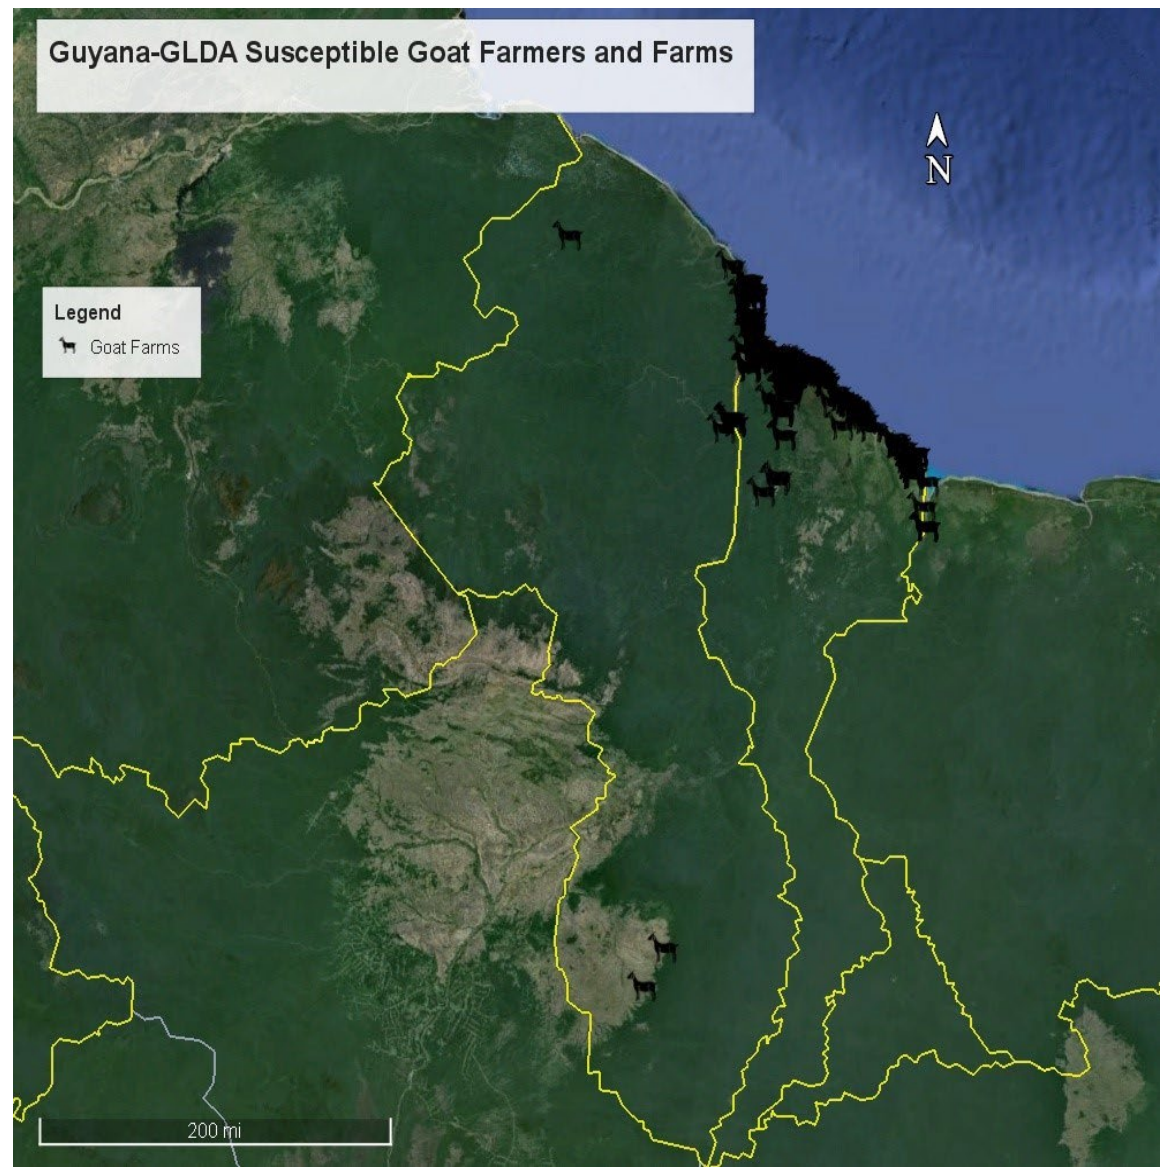 Guyana-GLDA Susceptible Goat Farmers and Farms
N
Legend
Goat Farms
200 mi